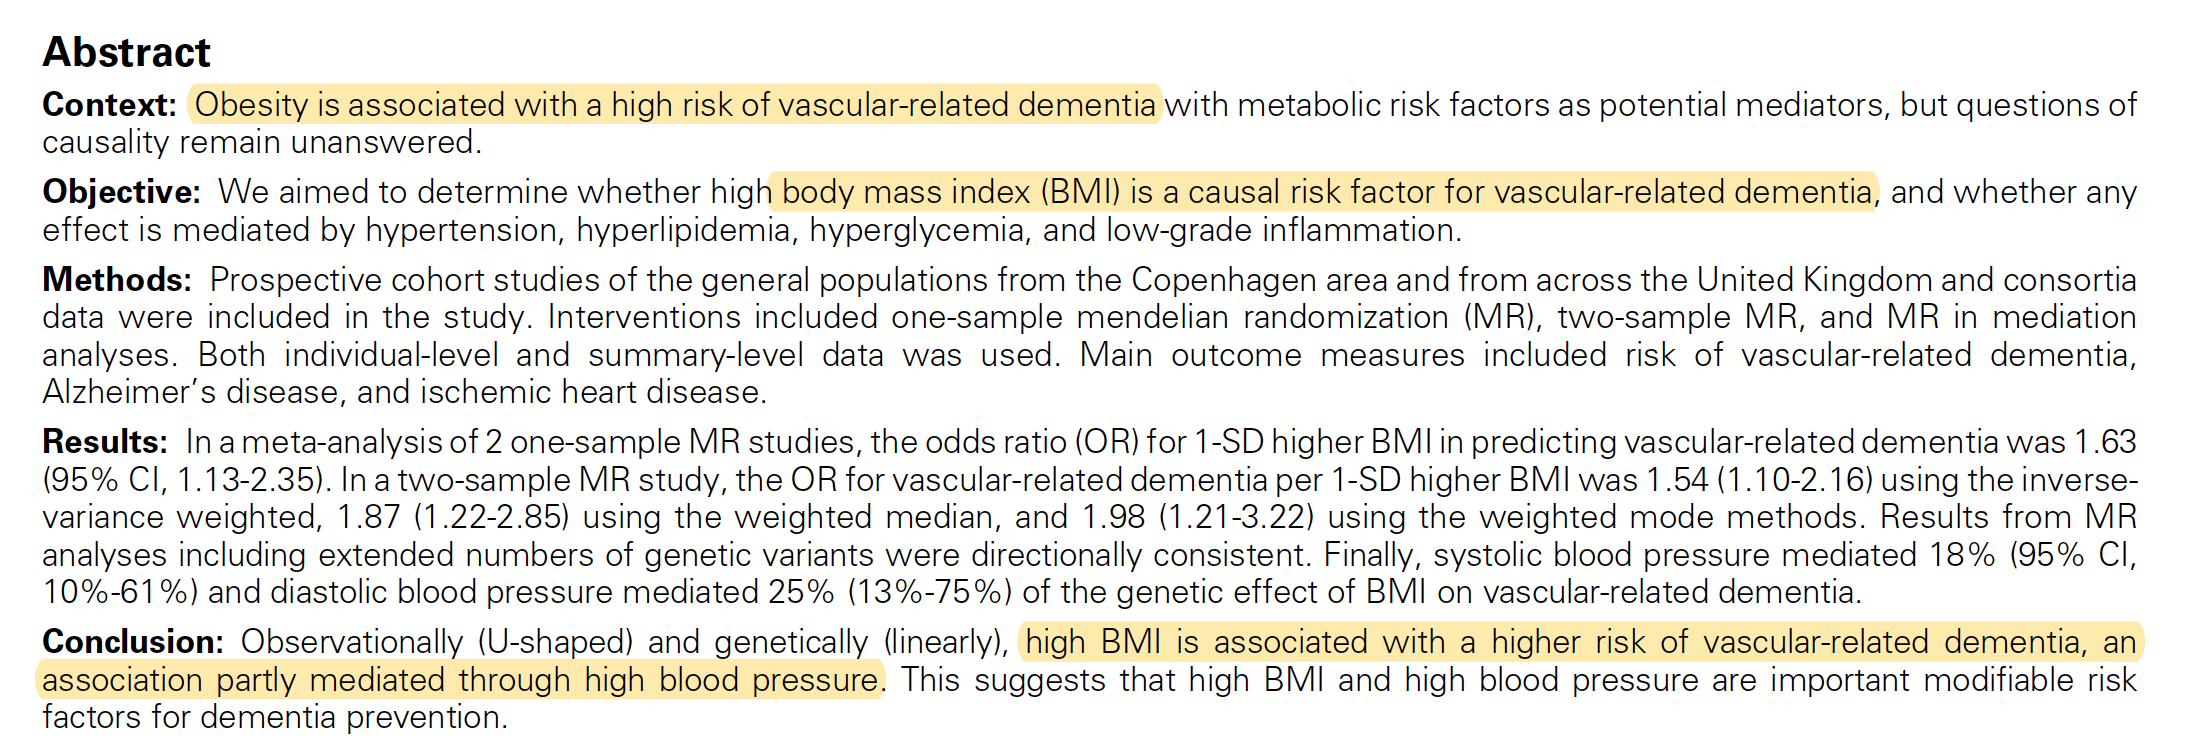 Abstract
Context: Obesity is associated with a high risk of vascular-related dementia with metabolic risk factors as potential mediators, but questions of
causality remain unanswered.
Objective: We aimed to determine whether high body mass index (BMI) is a causal risk factor for vascular-related dementia, and whether any
effect is mediated by hypertension, hyperlipidemia, hyperglycemia, and low-grade inflammation.
Methods: Prospective cohort studies of the general populations from the Copenhagen area and from across the United Kingdom and consortia
data were included in the study. Interventions included one-sample mendelian randomization (MR), two-sample MR, and MR in mediation
analyses. Both individual-level and summary-level data was used. Main outcome measures included risk of vascular-related dementia,
Alzheimer's disease, and ischemic heart disease.
Results: In a meta-analysis of 2 one-sample MR studies, the odds ratio (OR) for 1-SD higher BMI in predicting vascular-related dementia was 1.63
(95% CI, 1.13-2.35). In a two-sample MR study, the OR for vascular-related dementia per 1-SD higher BMI was 1.54 (1.10-2.16) using the inverse-
variance weighted, 1.87 (1.22-2.85) using the weighted median, and 1.98 (1.21-3.22) using the weighted mode methods. Results from MR
analyses including extended numbers of genetic variants were directionally consistent. Finally, systolic blood pressure mediated 18% (95% CI,
10%-61%) and diastolic blood pressure mediated 25% (13%-75%) of the genetic effect of BMI on vascular-related dementia.
Conclusion: Observationally (U-shaped) and genetically (linearly), high BMI is associated with a higher risk of vascular-related dementia, an
association partly mediated through high blood pressure. This suggests that high BMI and high blood pressure are important modifiable risk
factors for dementia prevention.